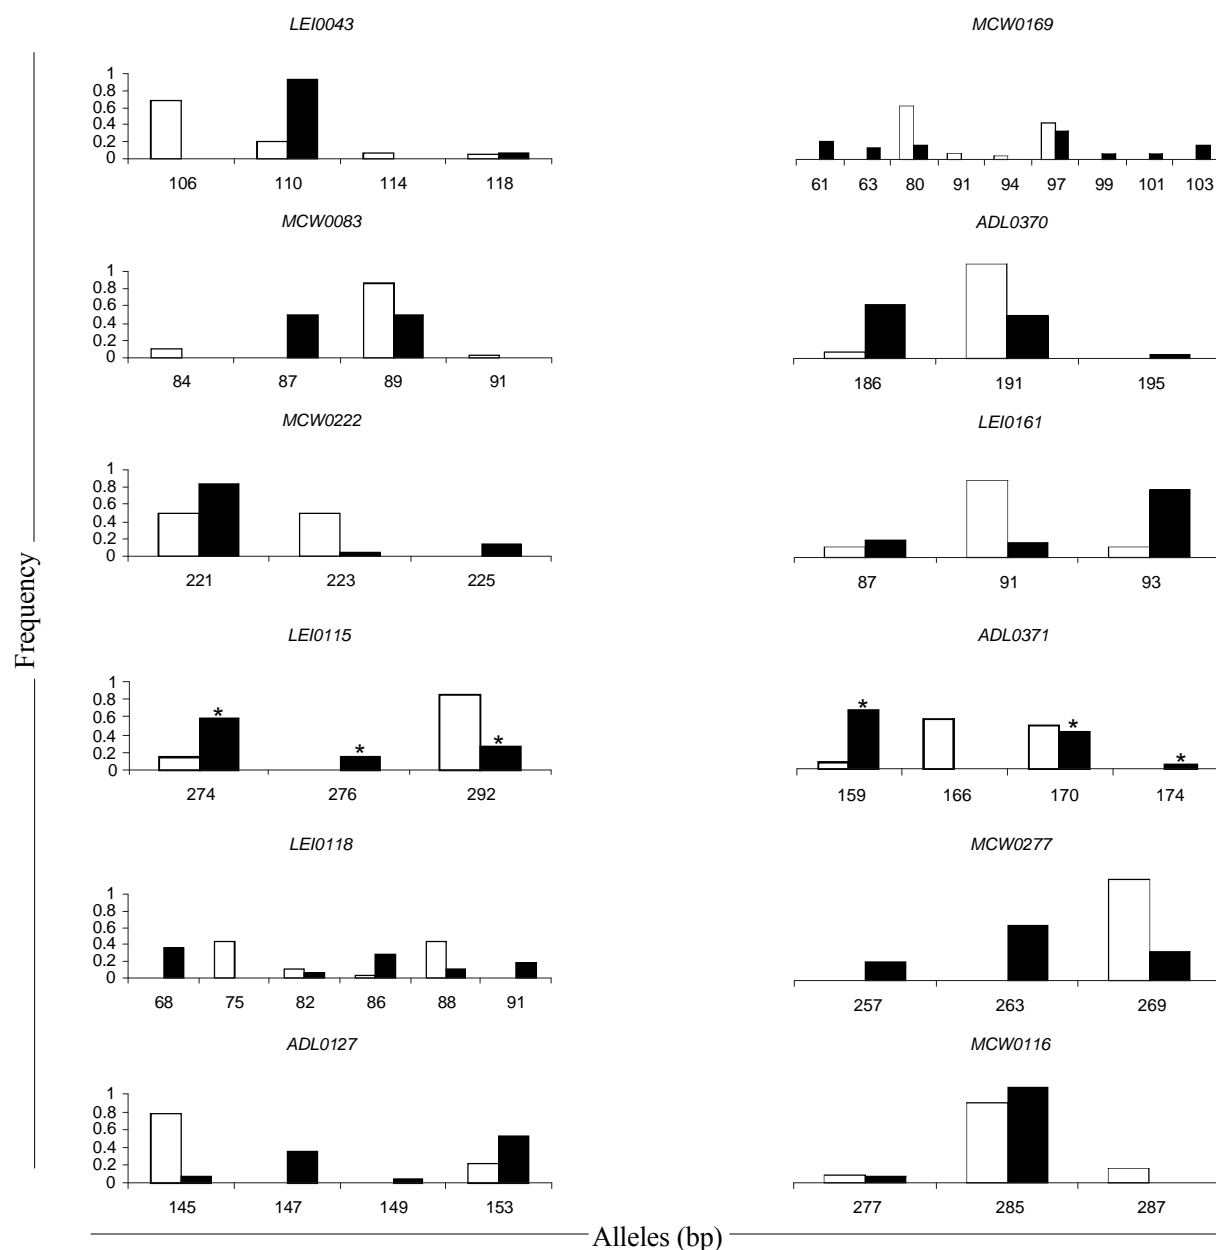 LEI0043
1
0.8
0.6
0.4
0.2
0
106 110 114 118
MCW0169
61 63 80 91 94 97 99 101 103
MCW0083
1
0.8
0.6
0.4
0.2
0
84 87 89 91
ADL0370
186 191 195
MCW0222
1
0.8
0.6
0.4
0.2
0
221 223 225
LEI0161
87 91 93
Frequency
LEI0115
1
0.8
0.6
0.4
0.2
0
* * *
274 276 292
ADL0371
* * *
159 166 170 174
LEI0118
1
0.8
0.6
0.4
0.2
0
68 75 82 86 88 91
MCW0277
257 263 269
ADL0127
1
0.8
0.6
0.4
0.2
0
145 147 149 153
MCW0116
277 285 287
Alleles (bp)